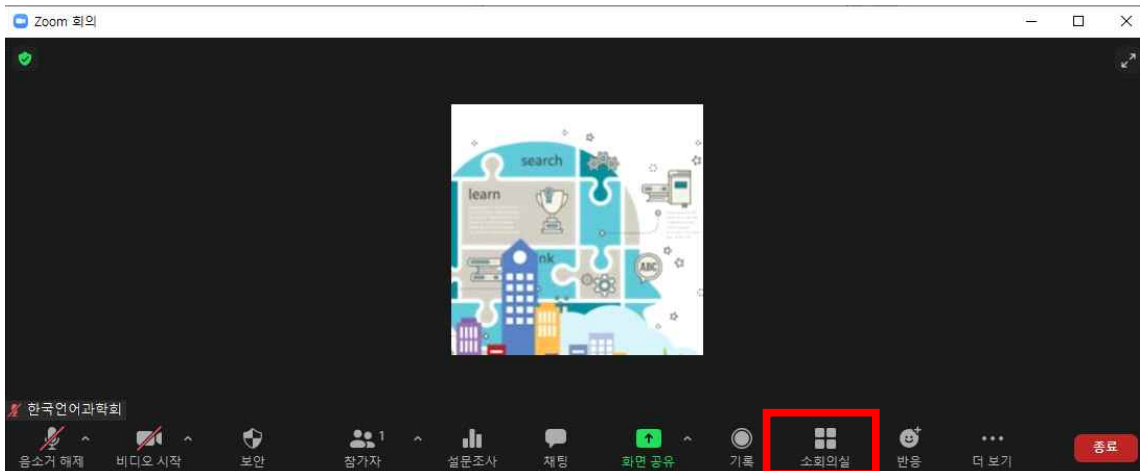 Zoom 회의
search
learn
nk
ABC
한국언어과학회
음소거 해제 비디오 시작 보안 참가자 1 설문조사 채팅 화면 공유 기록 소회의실 반응 더 보기 종료